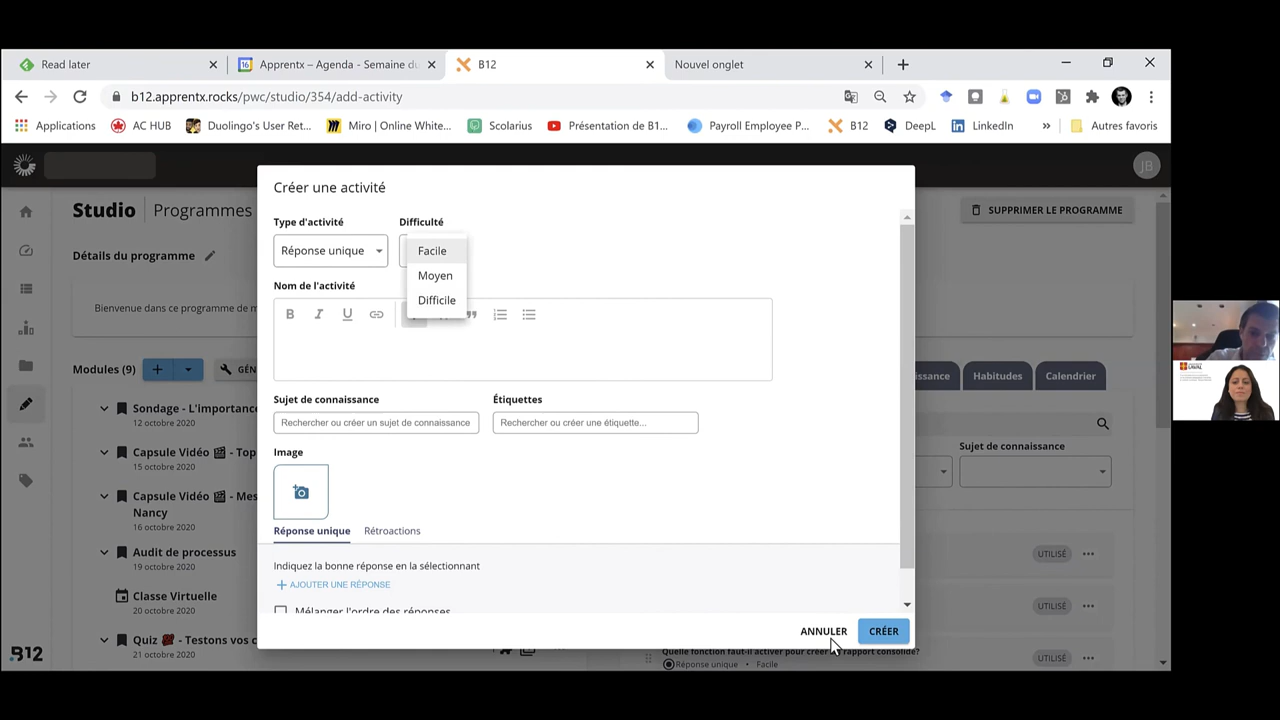 Read later
16
Apprentx – Agenda - Semaine du
B12
Nouvel onglet
b12.apprentx.rocks/pwc/studio/354/add-activity
Applications
AC HUB
Duolingo's User Ret...
Miro | Online White...
Scolarius
Présentation de B1...
Payroll Employee P...
B12
DeepL
LinkedIn
»
Autres favoris
JB
Studio
Programmes
SUPPRIMER LE PROGRAMME
Détails du programme
Bienvenue dans ce programme de m
Modules (9)
GÉN
Sondage - L'importance
12 octobre 2020
Capsule Vidéo - Top
15 octobre 2020
Capsule Vidéo - Mes
Nancy
16 octobre 2020
Audit de processus
19 octobre 2020
Classe Virtuelle
20 octobre 2020
Quiz - Testons vos c
21 octobre 2020
B12
Créer une activité
Type d'activité
Difficulté
Réponse unique
Facile
Moyen
Difficile
Nom de l'activité
B I U
Sujet de connaissance
Étiquettes
Rechercher ou créer un sujet de connaissance
Rechercher ou créer une étiquette...
Image
Réponse unique
Rétroactions
Indiquez la bonne réponse en la sélectionnant
+ AJOUTER UNE RÉPONSE
Mélanger l'ordre des réponses
ANNULER
CRÉER
issance
Habitudes
Calendrier
Sujet de connaissance
UTILISÉ
UTILISÉ
UTILISÉ
Quelle fonction faut-il activer pour créer un rapport consolidé?
Réponse unique • Facile
LAVAL